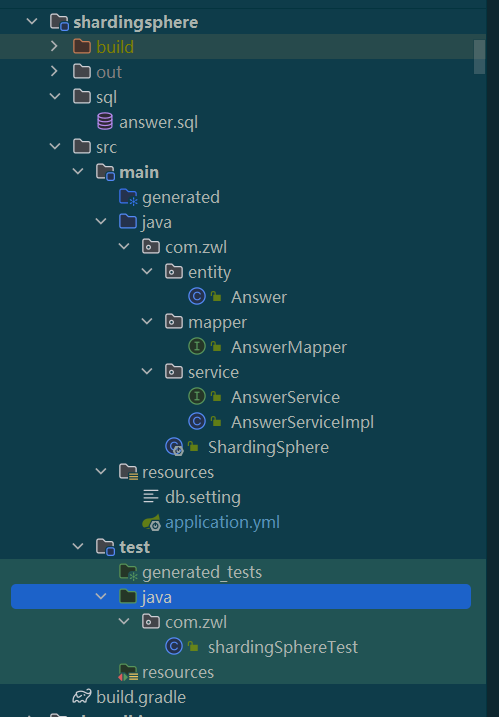 shardingsphere
build
out
sql
answer.sql
src
main
generated
java
com.zwl
entity
Answer
mapper
AnswerMapper
service
AnswerService
AnswerServiceImpl
ShardingSphere
resources
db.setting
application.yml
test
generated_tests
java
com.zwl
shardingSphereTest
resources
build.gradle